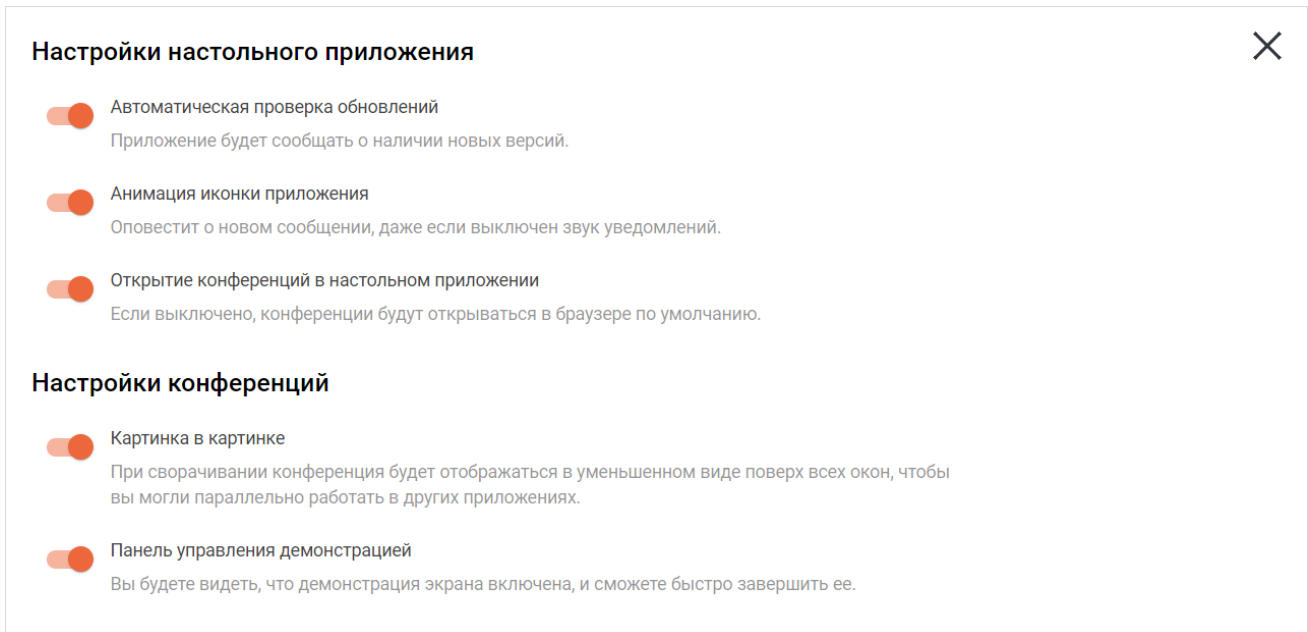 Настройки настольного приложения
Автоматическая проверка обновлений
Приложение будет сообщать о наличии новых версий.
Анимация иконки приложения
Оповестит о новом сообщении, даже если выключен звук уведомлений.
Открытие конференций в настольном приложении
Если выключено, конференции будут открываться в браузере по умолчанию.
Настройки конференций
Картинка в картинке
При сворачивании конференция будет отображаться в уменьшенном виде поверх всех окон, чтобы
вы могли параллельно работать в других приложениях.
Панель управления демонстрацией
Вы будете видеть, что демонстрация экрана включена, и сможете быстро завершить ее.